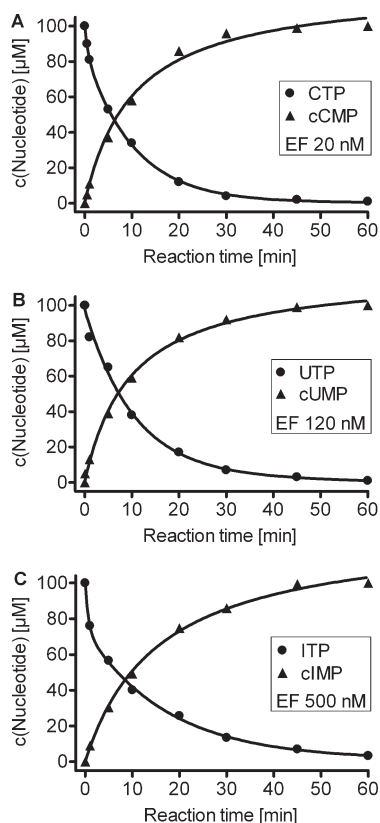 A
c(Nucleotide) [µM]
100
80
60
40
20
0
CTP
cCMP
EF 20 nM
0 10 20 30 40 50 60
Reaction time [min]
B
c(Nucleotide) [µM]
100
80
60
40
20
0
UTP
cUMP
EF 120 nM
0 10 20 30 40 50 60
Reaction time [min]
C
c(Nucleotide) [µM]
100
80
60
40
20
0
ITP
cIMP
EF 500 nM
0 10 20 30 40 50 60
Reaction time [min]